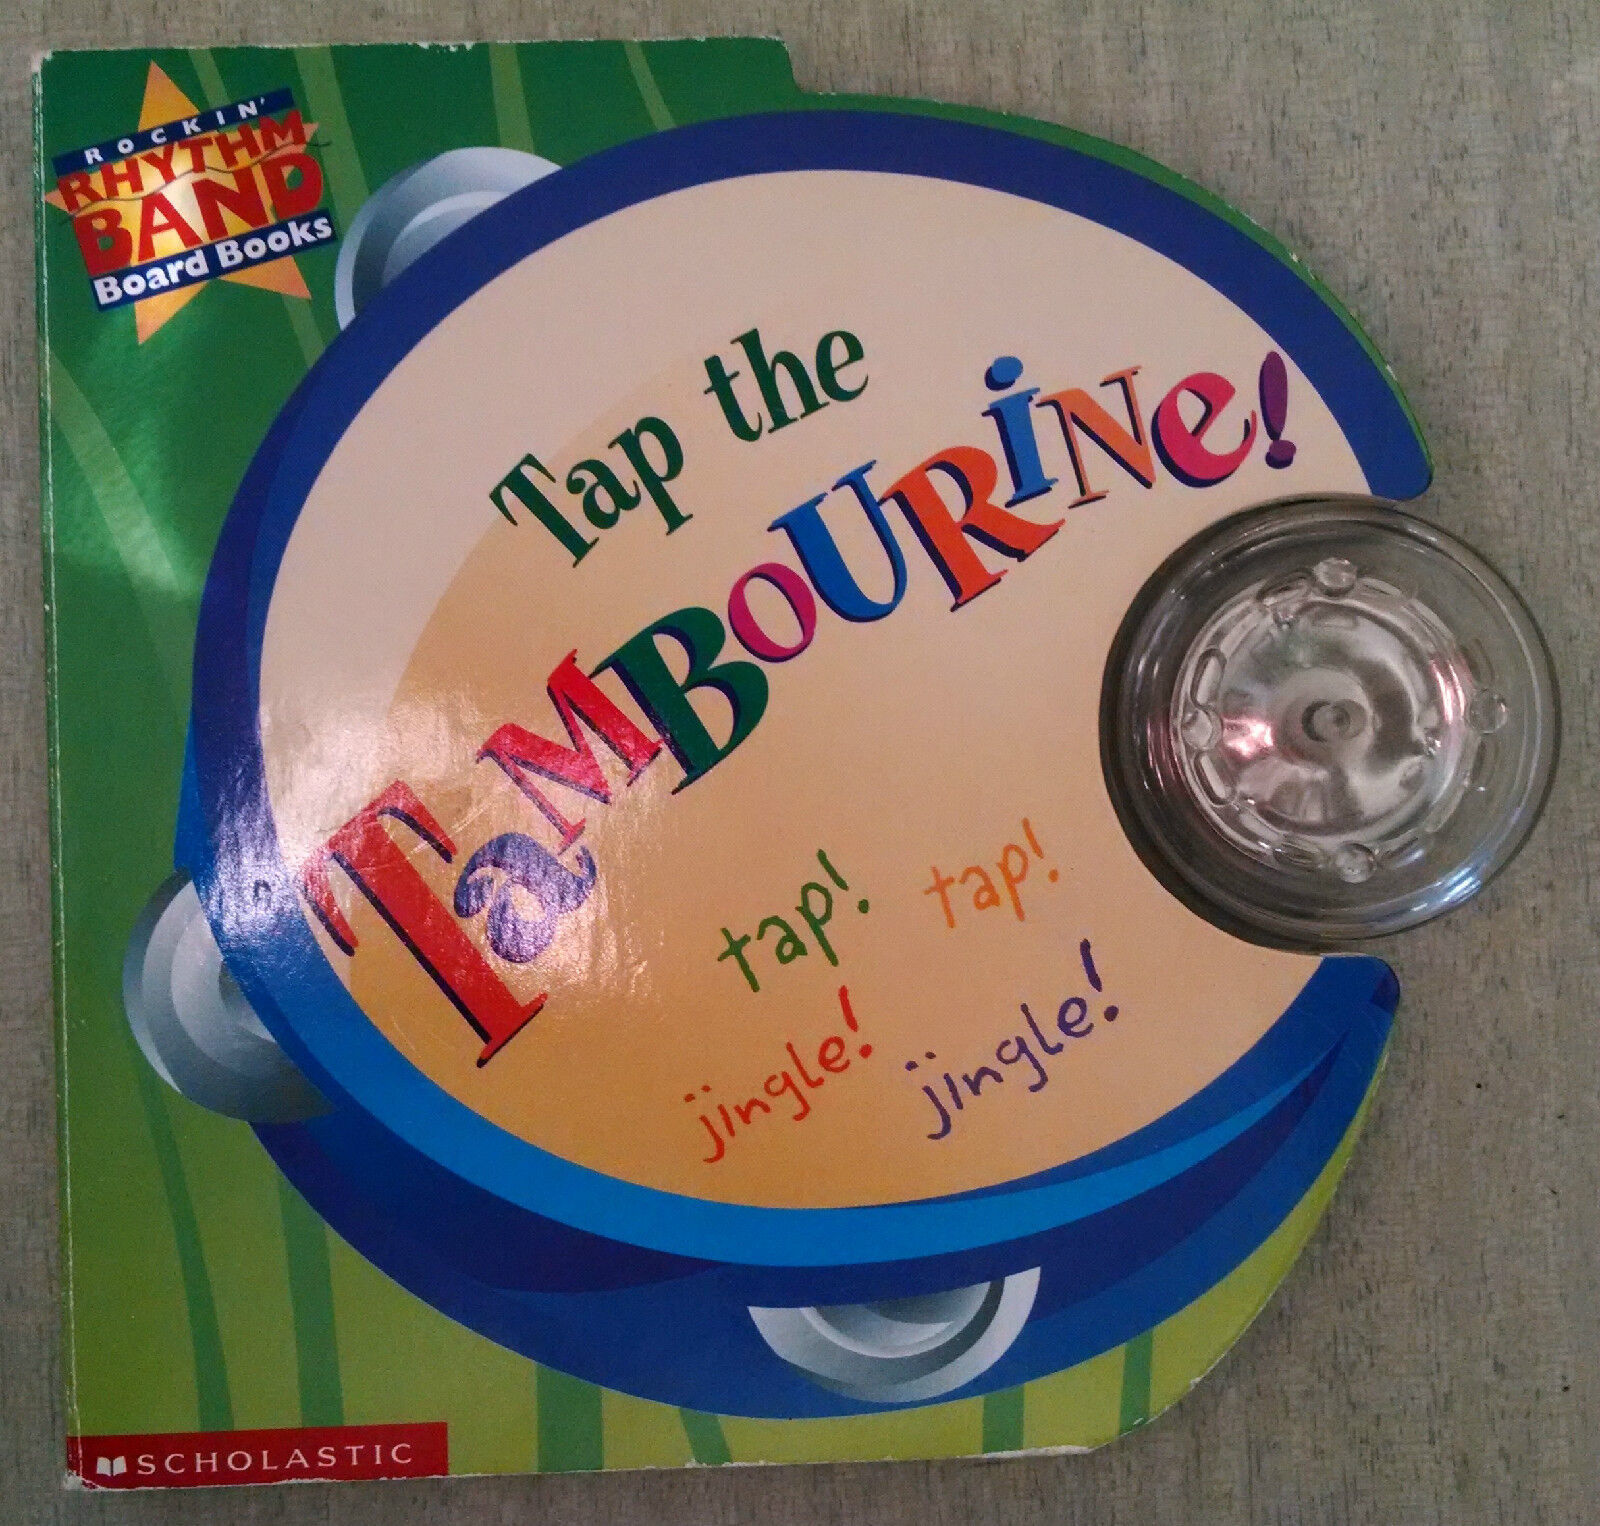 ROCKIN'
RHYTHM
BAND
Board Books
Tap the
TaMBOURiNe!
tap! tap!
jingle! jingle!
SCHOLASTIC